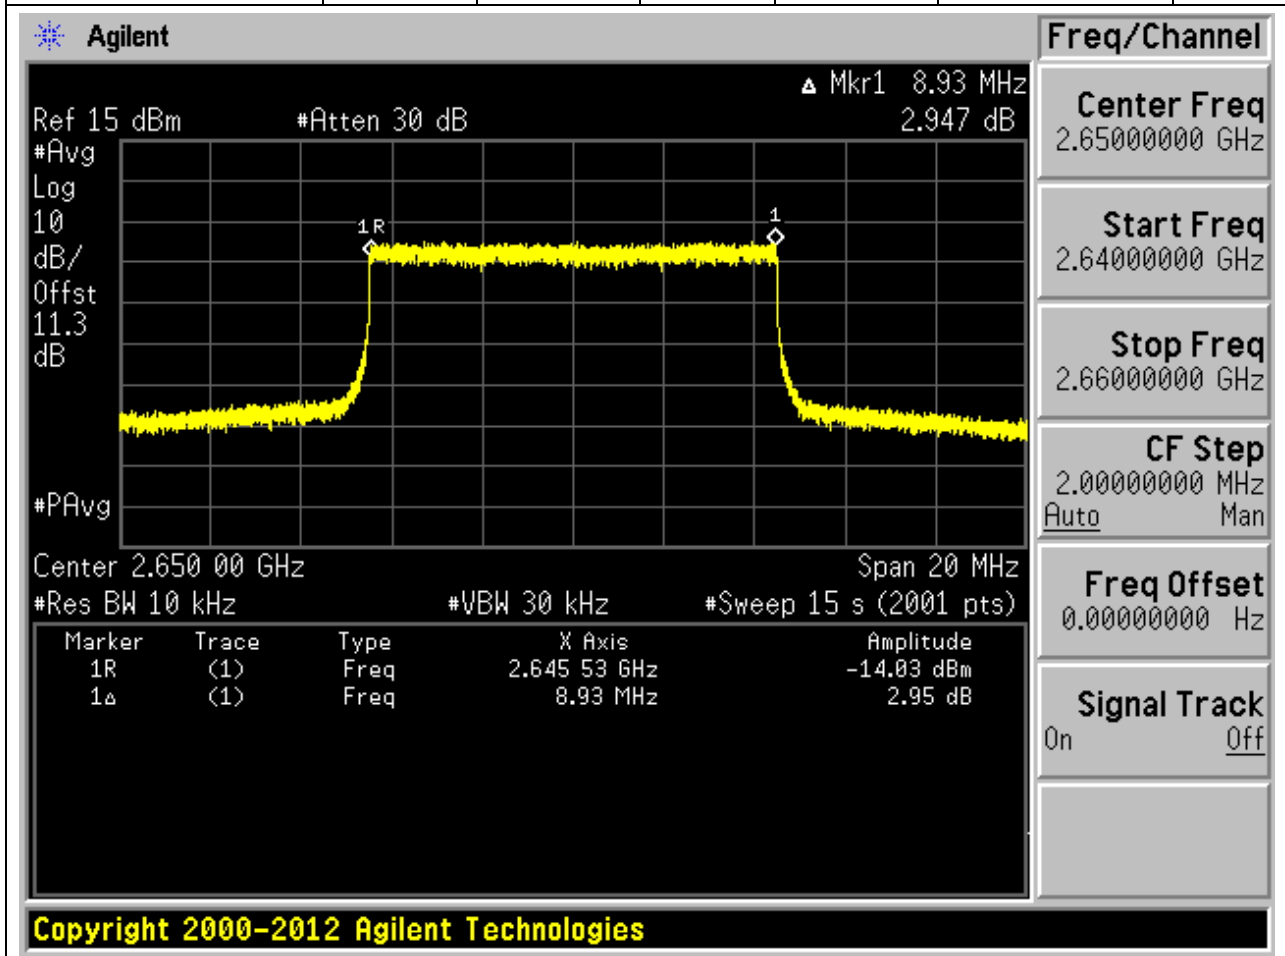 Agilent
Freq/Channel
Δ Mkr1 8.93 MHz
Ref 15 dBm #Atten 30 dB 2.947 dB
#Avg
Log
10
dB/
Offst
11.3
dB
#PAvg
1R
1
Center 2.650 00 GHz Span 20 MHz
#Res BW 10 kHz #VBW 30 kHz #Sweep 15 s (2001 pts)
Marker Trace Type X Axis Amplitude
1R (1) Freq 2.645 53 GHz -14.03 dBm
1Δ (1) Freq 8.93 MHz 2.95 dB
Center Freq
2.65000000 GHz
Start Freq
2.64000000 GHz
Stop Freq
2.66000000 GHz
CF Step
2.00000000 MHz
Auto Man
Freq Offset
0.00000000 Hz
Signal Track
On Off
Copyright 2000-2012 Agilent Technologies